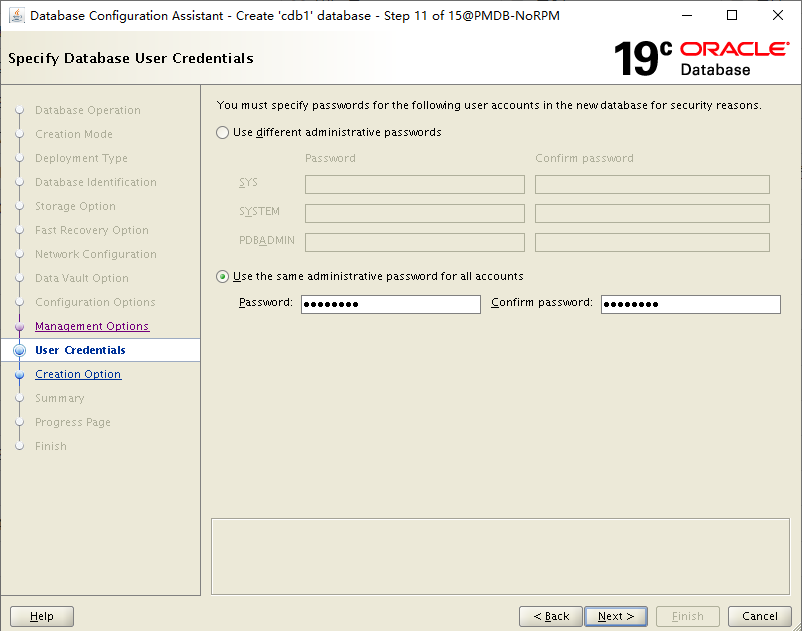 Database Configuration Assistant - Create 'cdb1' database - Step 11 of 15@PMDB-NoRPM
Specify Database User Credentials
19c ORACLE
Database
Database Operation
Creation Mode
Deployment Type
Database Identification
Storage Option
Fast Recovery Option
Network Configuration
Data Vault Option
Configuration Options
Management Options
User Credentials
Creation Option
Summary
Progress Page
Finish
You must specify passwords for the following user accounts in the new database for security reasons.
Use different administrative passwords
Password Confirm password
SYS
SYSTEM
PDBADMIN
Use the same administrative password for all accounts
Password: •••••••• Confirm password: ••••••••
Help < Back Next > Finish Cancel